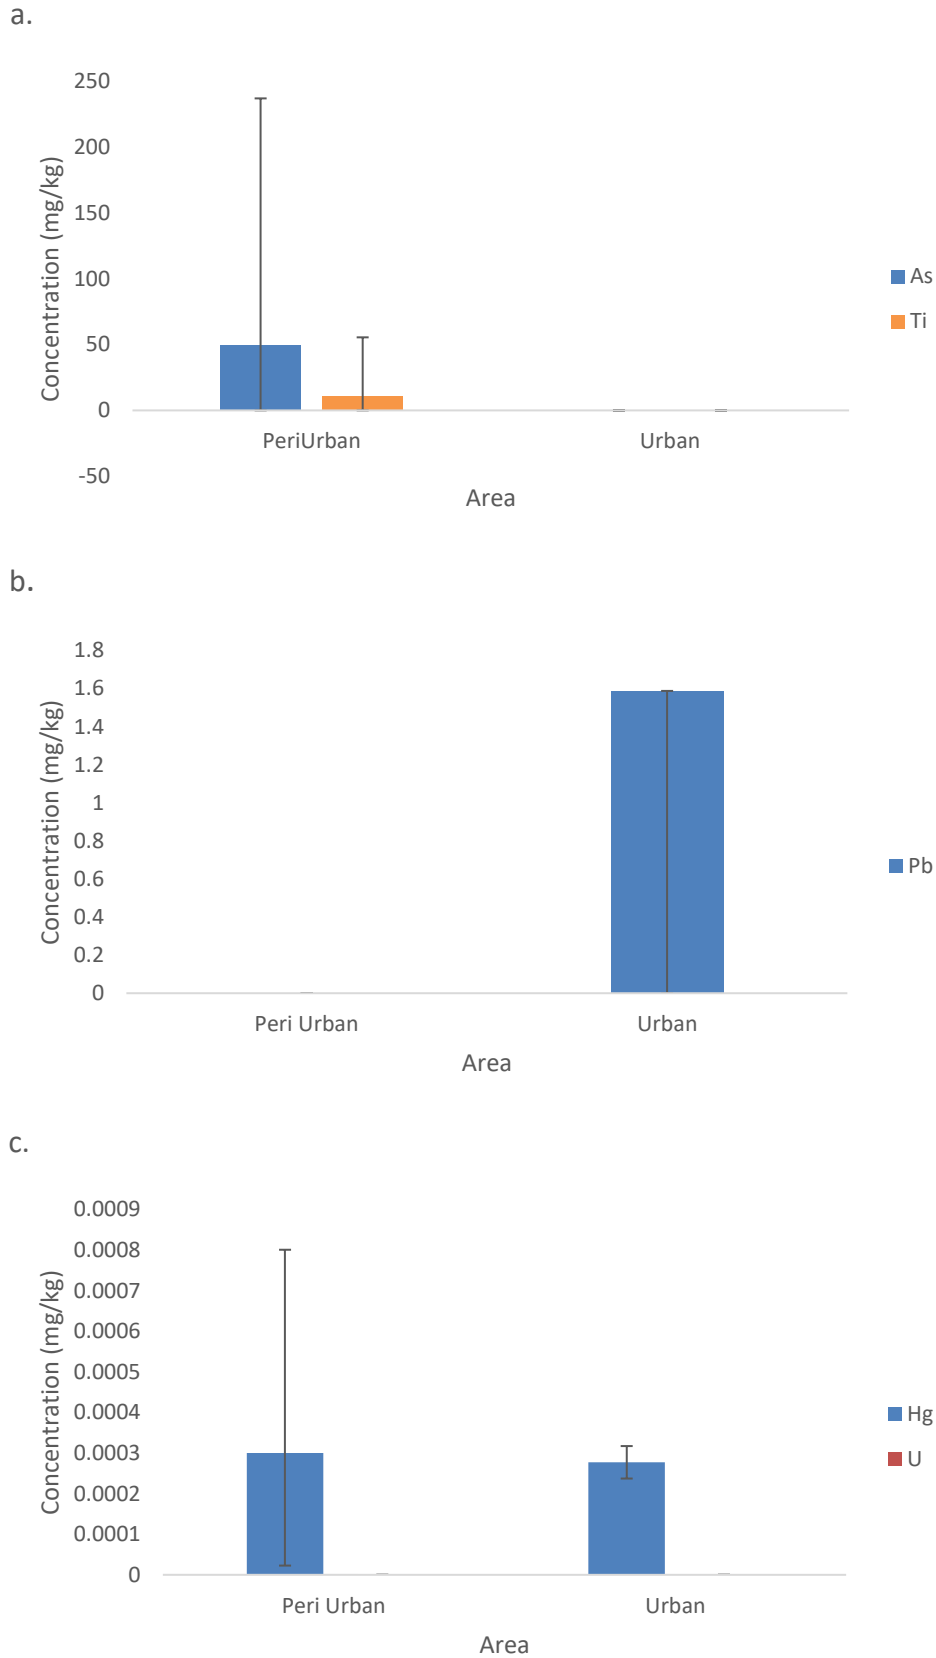 a.
250
200
150
100
50
0
-50
Concentration (mg/kg)
PeriUrban
Urban
Area
As
Ti
b.
1.8
1.6
1.4
1.2
1
0.8
0.6
0.4
0.2
0
Concentration (mg/kg)
Peri Urban
Urban
Area
Pb
c.
0.0009
0.0008
0.0007
0.0006
0.0005
0.0004
0.0003
0.0002
0.0001
0
Concentration (mg/kg)
Peri Urban
Urban
Area
Hg
U